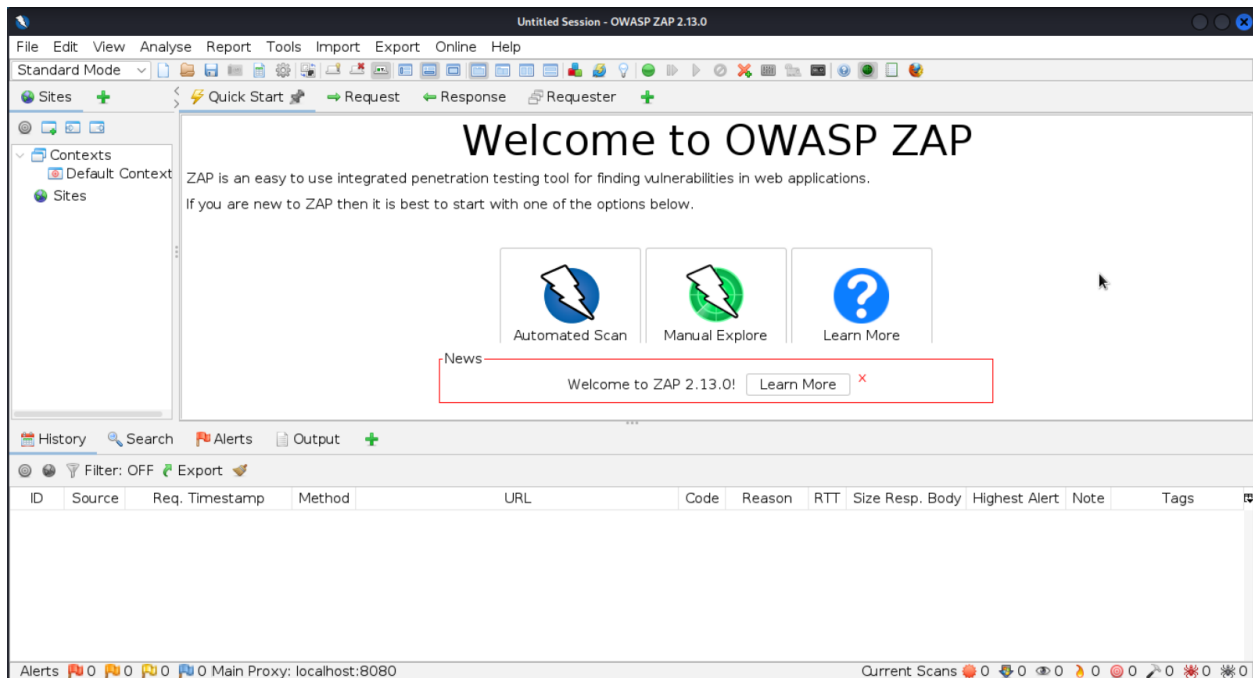 Untitled Session - OWASP ZAP 2.13.0
File Edit View Analyse Report Tools Import Export Online Help
Standard Mode
Sites
Quick Start Request Response Requester
Contexts
Default Context
Sites
Welcome to OWASP ZAP
ZAP is an easy to use integrated penetration testing tool for finding vulnerabilities in web applications.
If you are new to ZAP then it is best to start with one of the options below.
Automated Scan Manual Explore Learn More
News
Welcome to ZAP 2.13.0! Learn More X
History Search Alerts Output
Filter: OFF Export
ID Source Req. Timestamp Method URL Code Reason RTT Size Resp. Body Highest Alert Note Tags
Alerts 0 0 0 0 Main Proxy: localhost:8080 Current Scans 0 0 0 0 0 0 0 0